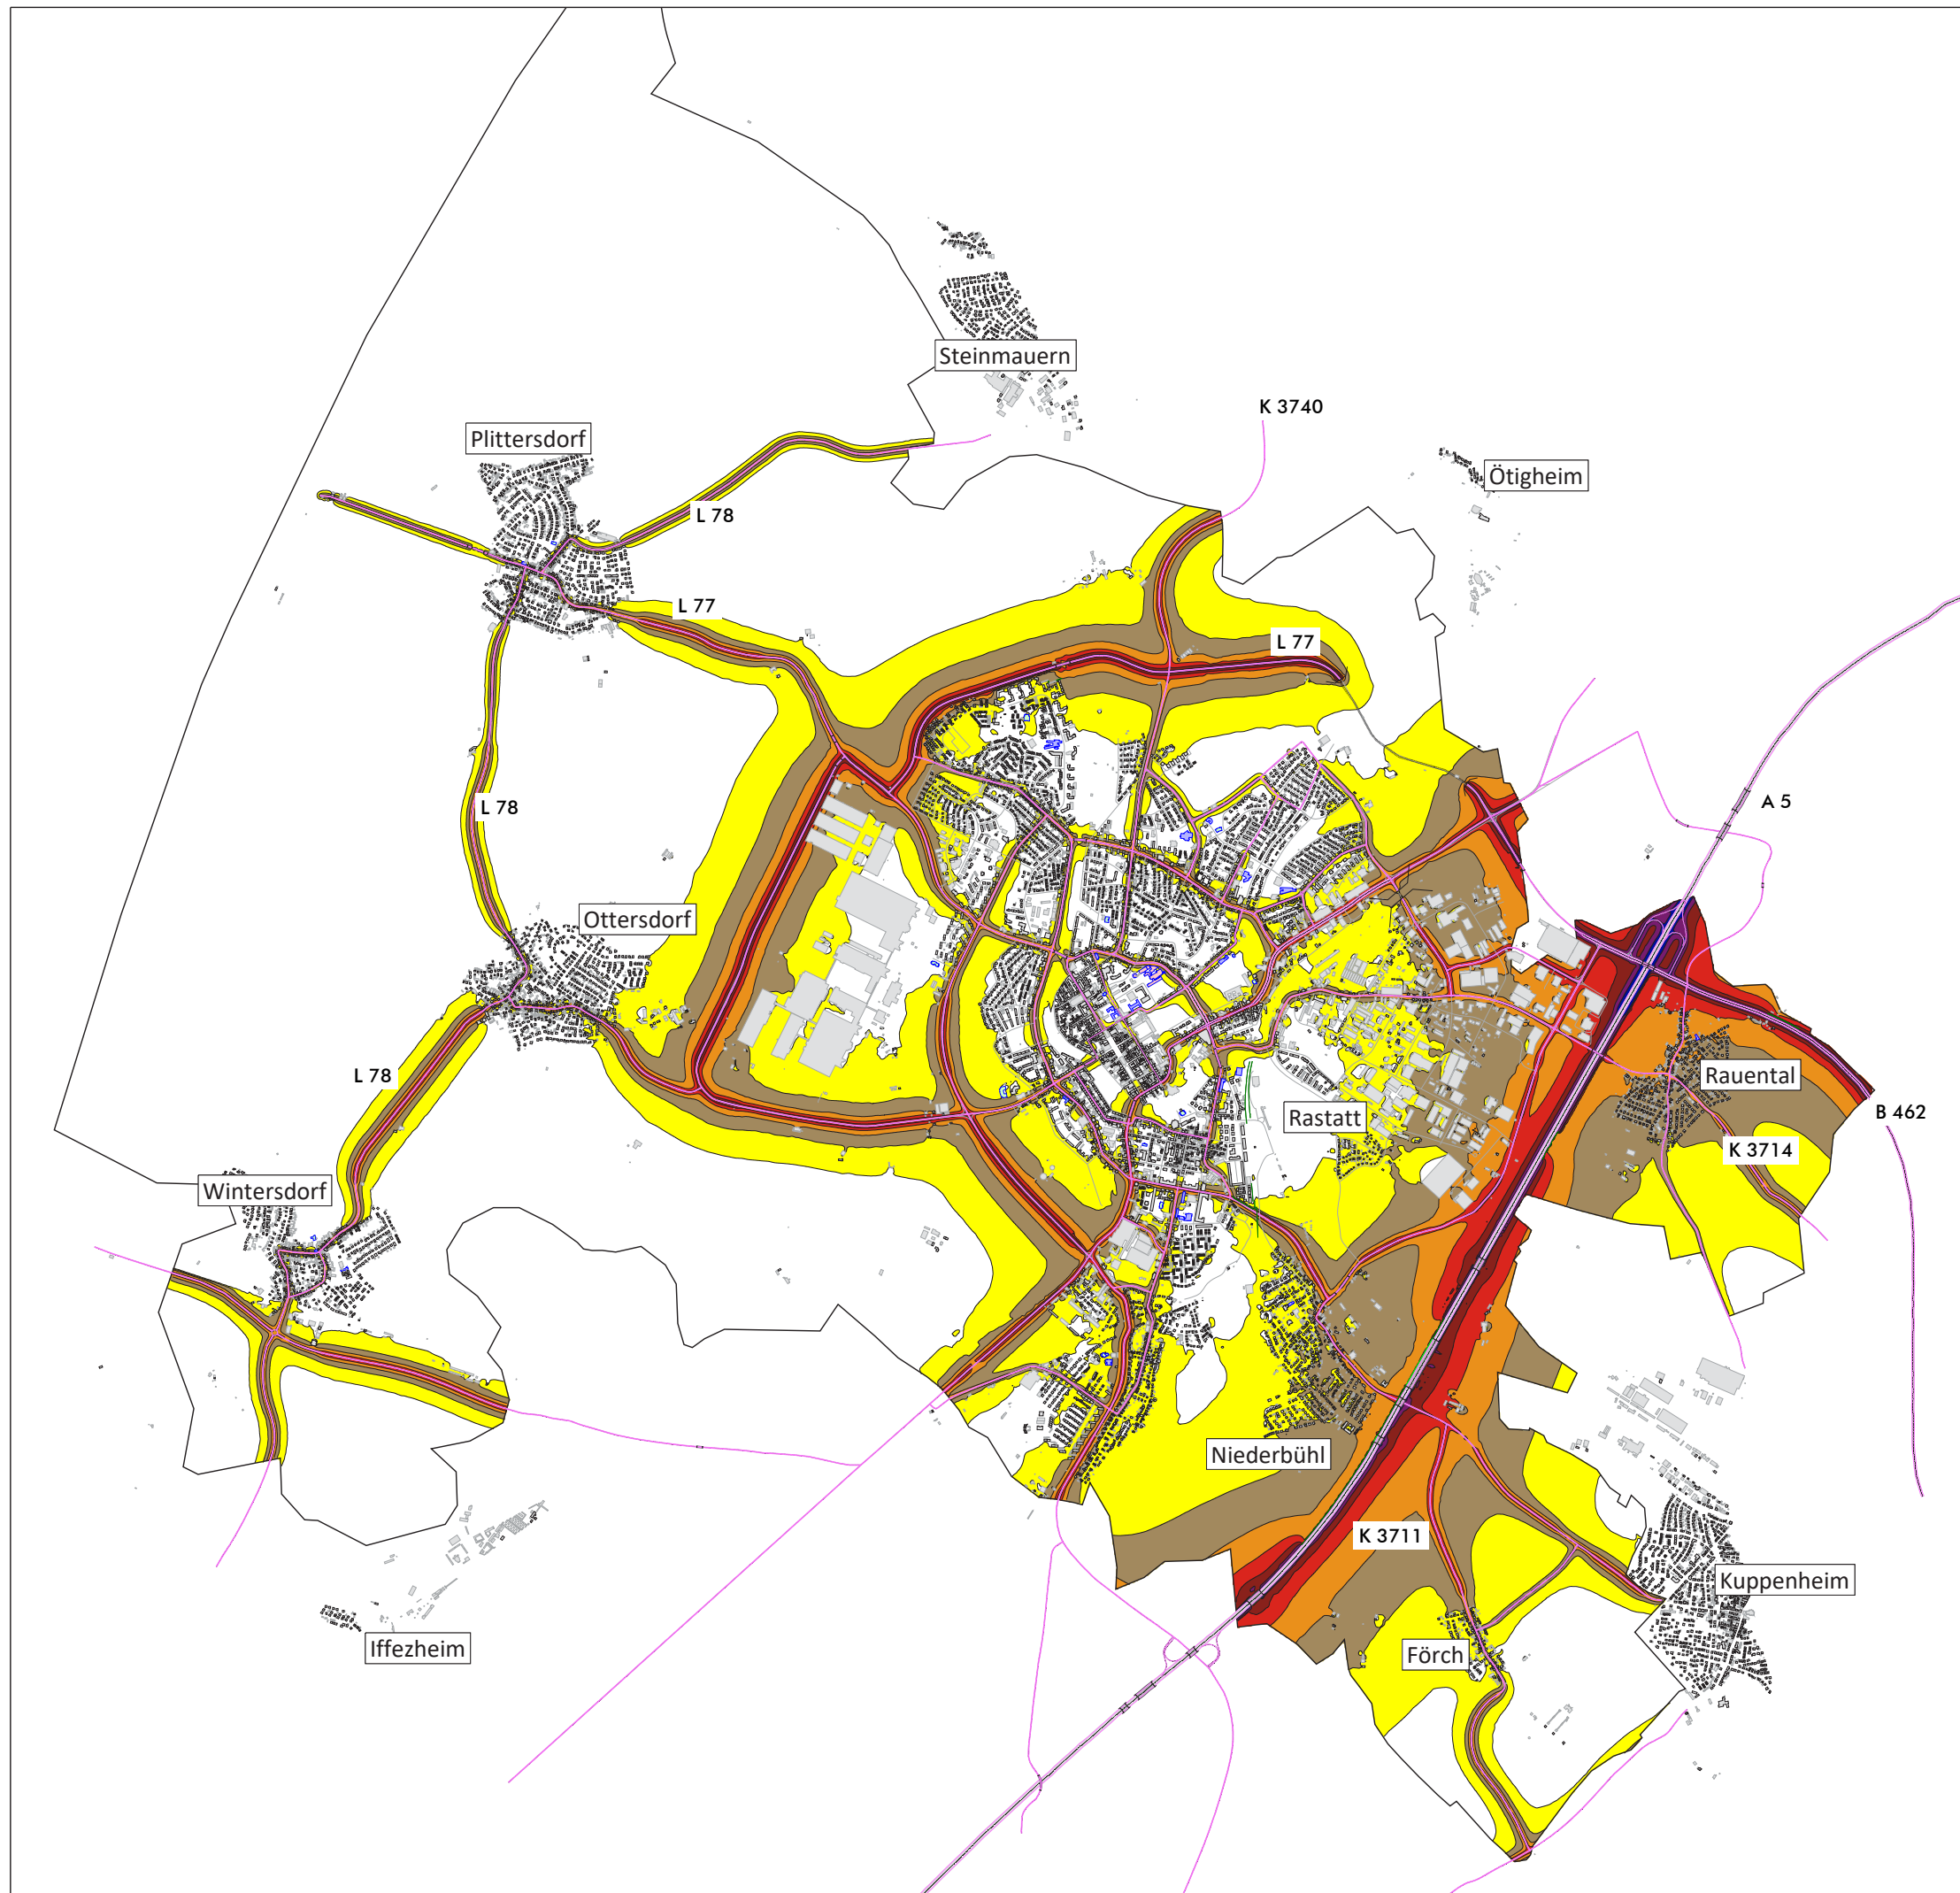 Steinmauern
K 3740
Plittersdorf
Ötigheim
L 78
L 77
L 77
A 5
L 78
Ottersdorf
L 78
Rauental
B 462
Rastatt
K 3714
Wintersdorf
Niederbühl
K 3711
Kuppenheim
Iffezheim
Förch